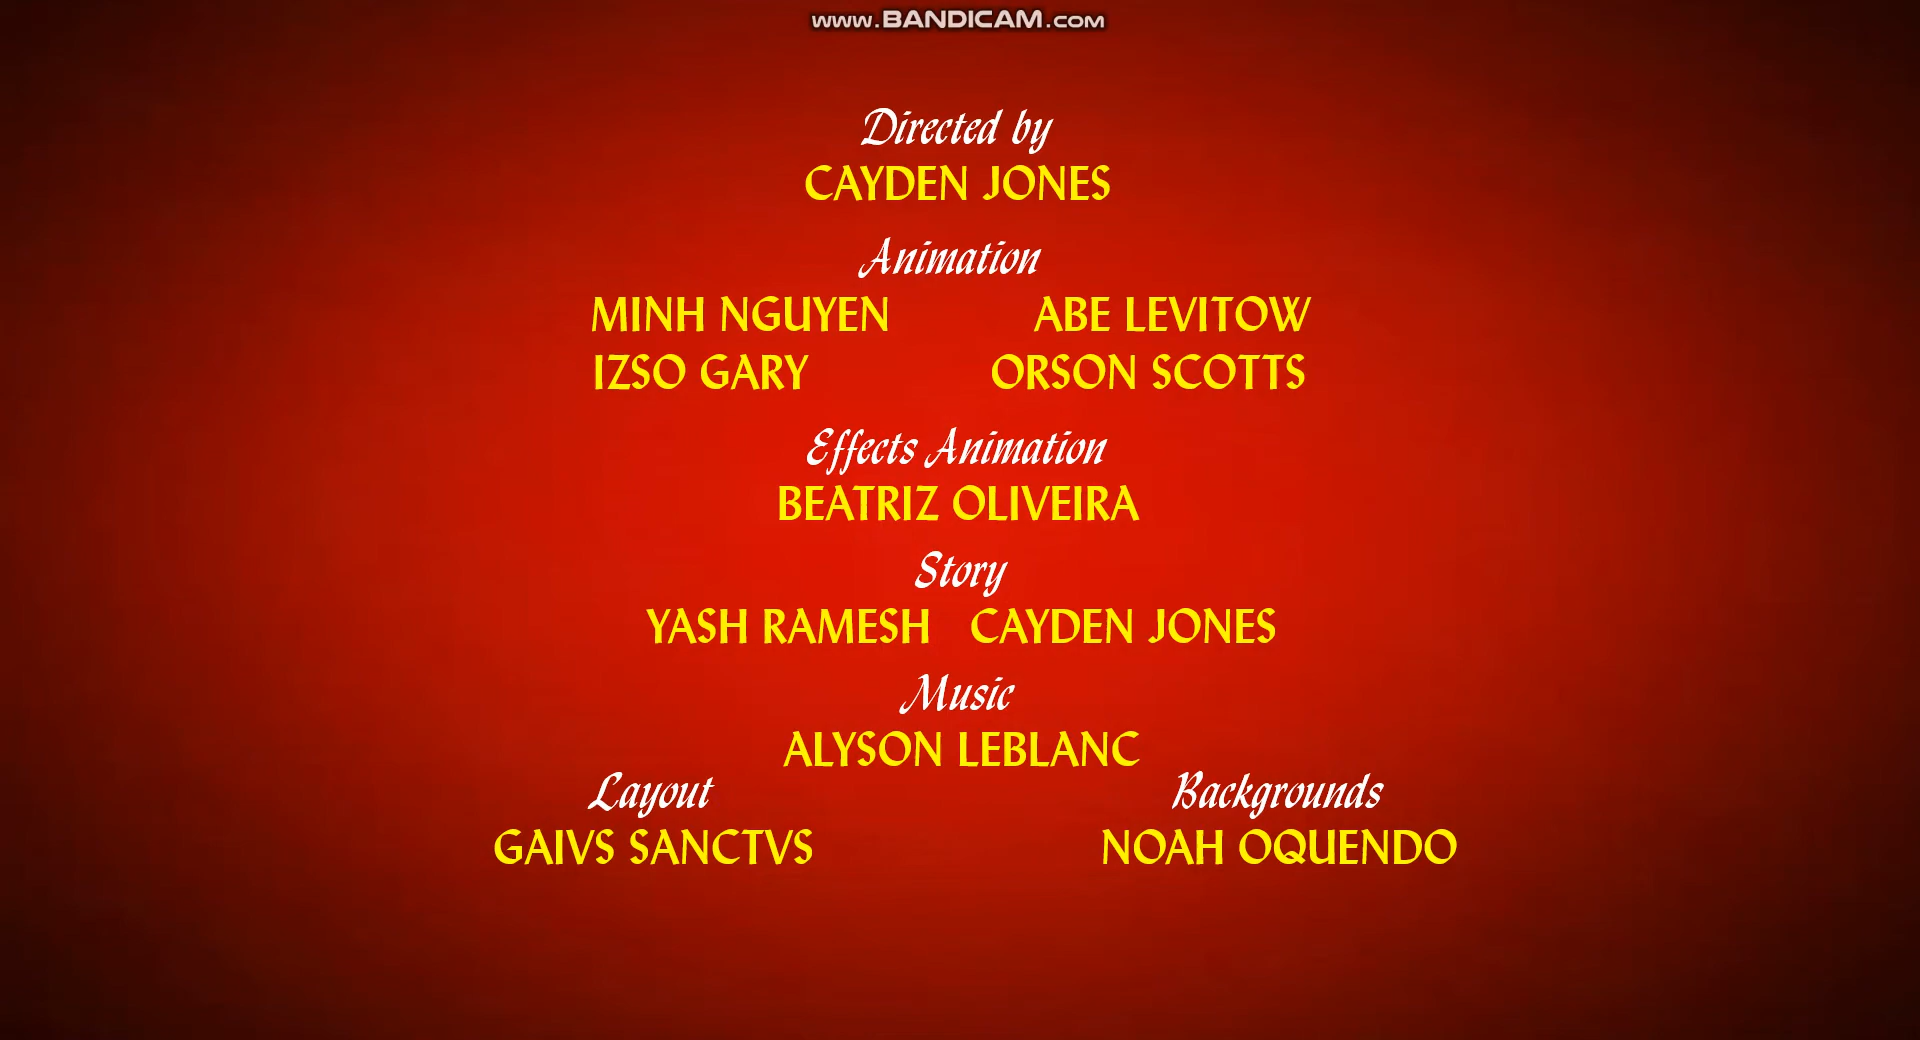 www.BANDICAM.com
Directed by
CAYDEN JONES
Animation
MINH NGUYEN ABE LEVITOW
IZSO GARY ORSON SCOTTS
Effects Animation
BEATRIZ OLIVEIRA
Story
YASH RAMESH CAYDEN JONES
Music
ALYSON LEBLANC
Layout Backgrounds
GAIVS SANCTVS NOAH OQUENDO